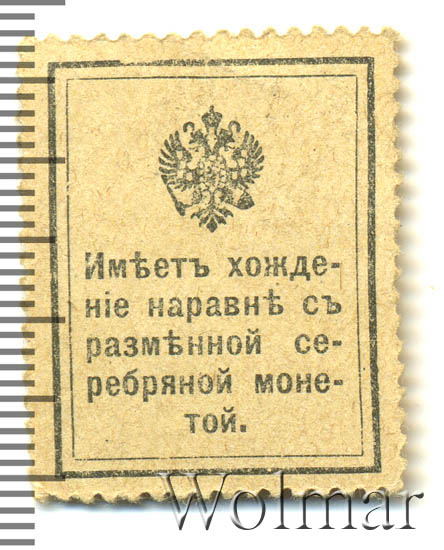 Имѣетъ хожде-
ніе наравнѣ съ
размѣнной се-
ребряной моне-
той.
Wolmar